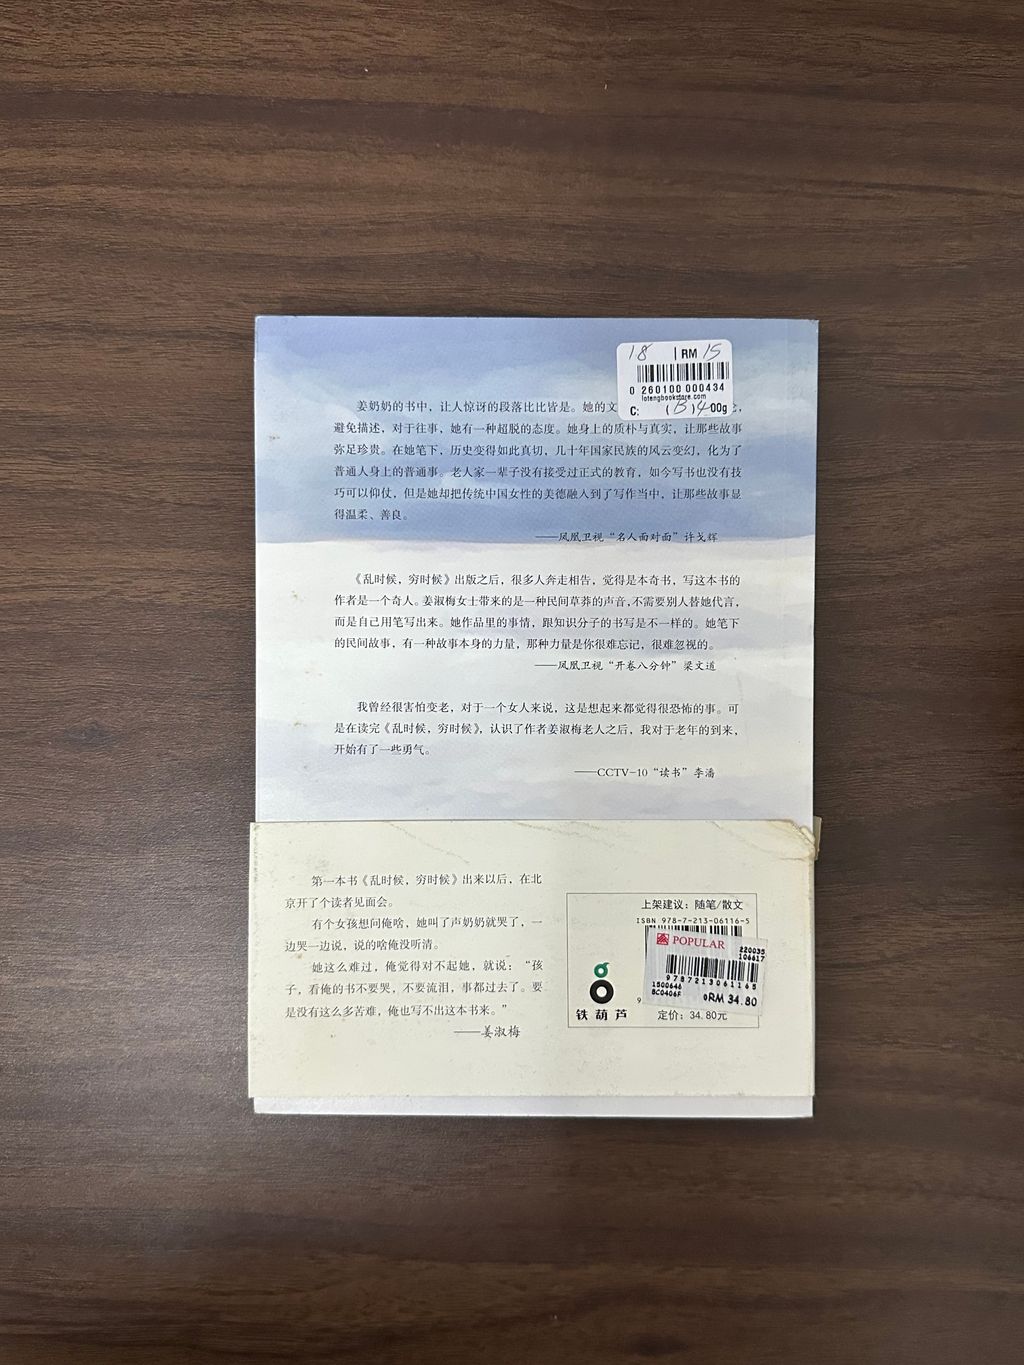 18 | RM 15
0 260100 000434
lotengbookstore.com
C: 00g
姜奶奶的书中，让人惊讶的段落比比皆是。她的文
避免描述，对于往事，她有一种超脱的态度。她身上的质朴与真实，让那些故事
弥足珍贵。在她笔下，历史变得如此真切，几十年国家民族的风云变幻，化为了
普通人身上的普通事。老人家一辈子没有接受过正式的教育，如今写书也没有技
巧可以仰仗，但是她却把传统中国女性的美德融入到了写作当中，让那些故事显
得温柔、善良。
——凤凰卫视“名人面对面”许戈辉
《乱时候，穷时候》出版之后，很多人奔走相告，觉得是本奇书，写这本书的
作者是一个奇人。姜淑梅女士带来的是一种民间草莽的声音，不需要别人替她代言，
而是自己用笔写出来。她作品里的事情，跟知识分子的书写是不一样的。她笔下
的民间故事，有一种故事本身的力量，那种力量是你很难忘记，很难忽视的。
——凤凰卫视“开卷八分钟”梁文道
我曾经很害怕变老，对于一个女人来说，这是想起来都觉得很恐怖的事。可
是在读完《乱时候，穷时候》，认识了作者姜淑梅老人之后，我对于老年的到来，
开始有了一些勇气。
——CCTV-10“读书”李潘
第一本书《乱时候，穷时候》出来以后，在北
京开了个读者见面会。
有个女孩想问俺啥，她叫了声奶奶就哭了，一
边哭一边说，说的啥俺没听清。
她这么难过，俺觉得对不起她，就说：“孩
子，看俺的书不要哭，不要流泪，事都过去了。要
是没有这么多苦难，俺也写不出这本书来。”
——姜淑梅
上架建议：随笔/散文
ISBN 978-7-213-06116-5
POPULAR
220035
106617
9787213061165
1500646
BC0406F
RM 34.80
9
铁葫芦
定价：34.80元